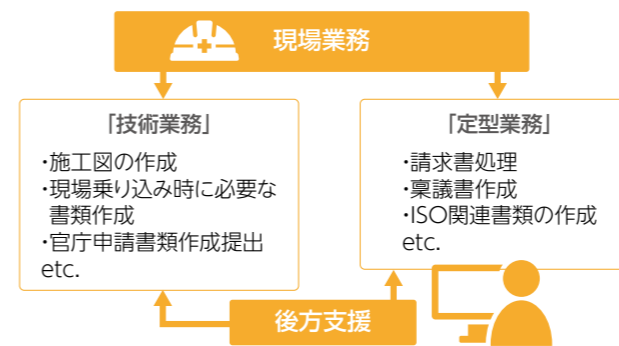 現場業務
「技術業務」
・施工図の作成
・現場乗り込み時に必要な
書類作成
・官庁申請書類作成提出
etc.
「定型業務」
・請求書処理
・稟議書作成
・ISO関連書類の作成
etc.
後方支援